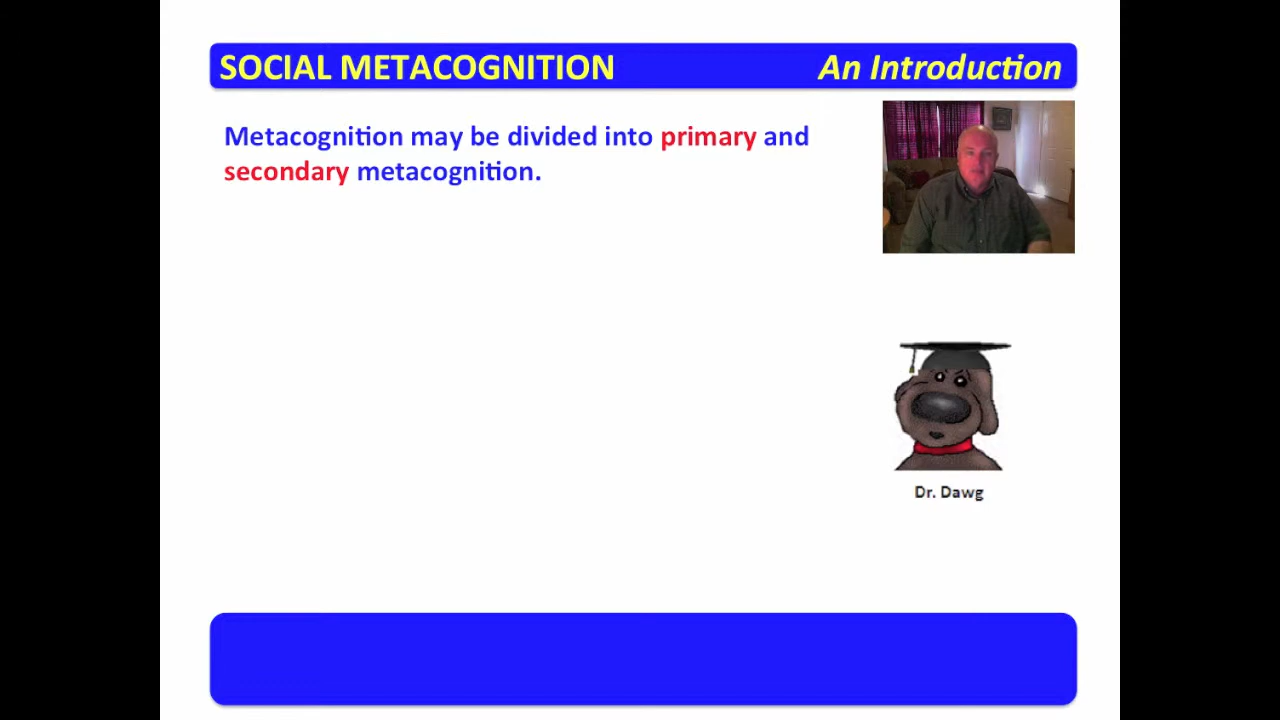 SOCIAL METACOGNITION An Introduction
Metacognition may be divided into primary and
secondary metacognition.
Dr. Dawg